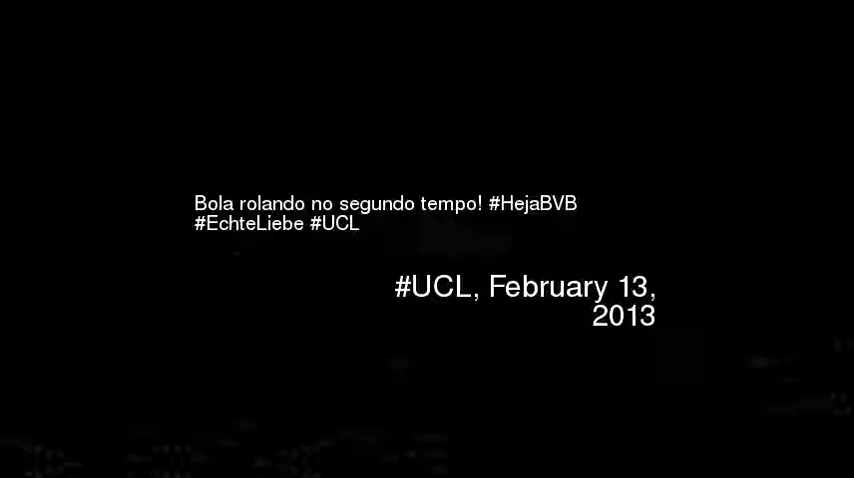 Bola rolando no segundo tempo! #HejaBVB
#EchteLiebe #UCL
#UCL, February 13,
2013